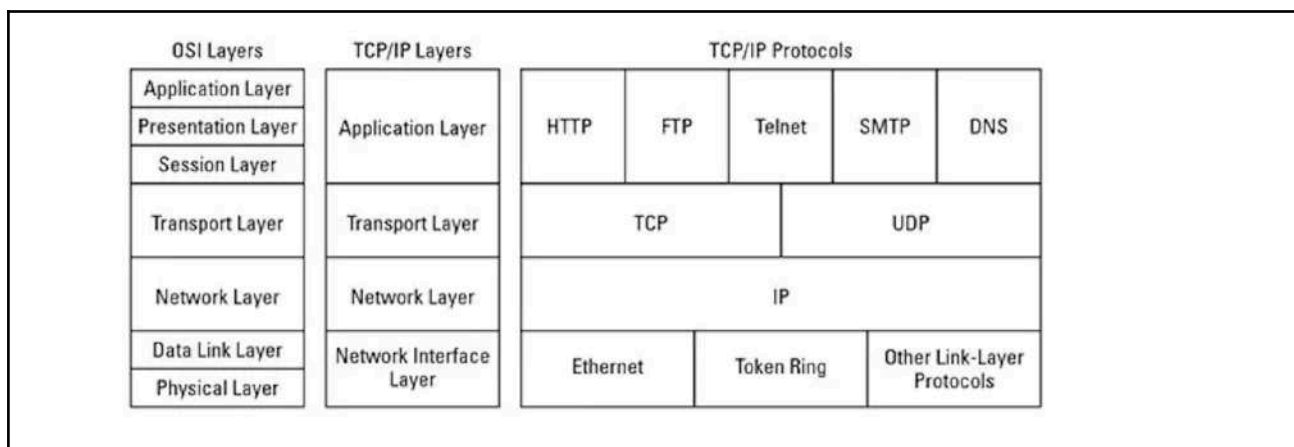 OSI Layers
TCP/IP Layers
TCP/IP Protocols
Application Layer
Presentation Layer
Session Layer
Transport Layer
Network Layer
Data Link Layer
Physical Layer
Application Layer
Transport Layer
Network Layer
Network Interface
Layer
HTTP
FTP
Telnet
SMTP
DNS
TCP
UDP
IP
Ethernet
Token Ring
Other Link-Layer
Protocols